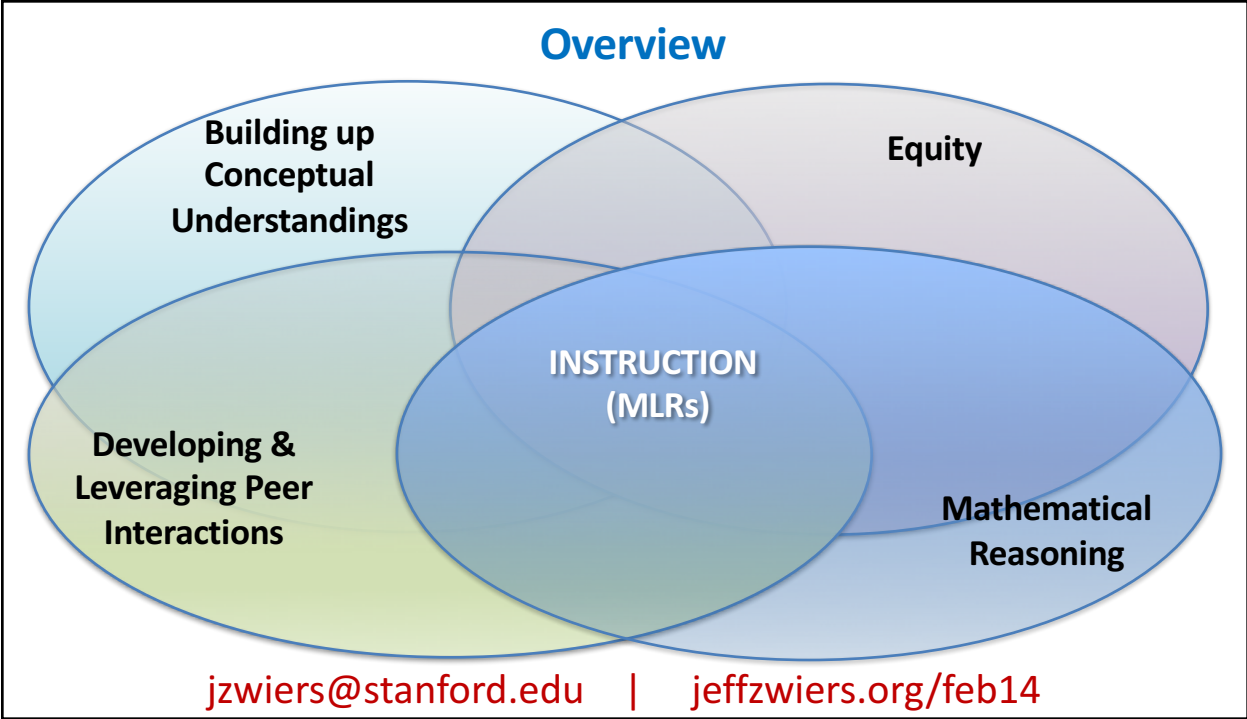 Overview
Building up
Conceptual
Understandings
Equity
INSTRUCTION
(MLRs)
Developing &
Leveraging Peer
Interactions
Mathematical
Reasoning
jzwiers@stanford.edu | jeffzwiers.org/feb14